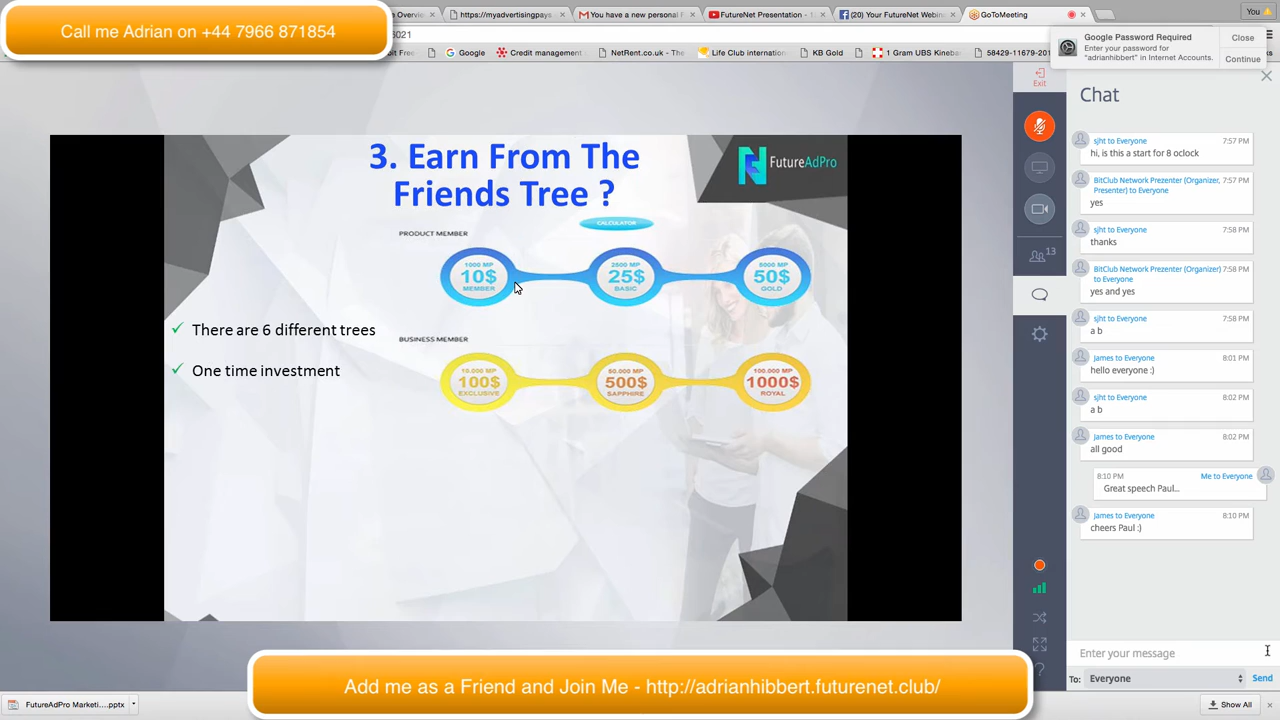 Call me Adrian on +44 7966 871854
Overvie
https://myadvertisingpays
You have a new personal F
FutureNet Presentation - 1
(20) Your FutureNet Webina
GoToMeeting
You
6021
Google
Credit management
NetRent.co.uk - The
Life Club internation
KB Gold
1 Gram UBS Kineba
58429-11679-201
Google Password Required
Enter your password for
"adrianhibbert" in Internet Accounts.
Close
Continue
Exit
13
3. Earn From The
Friends Tree ?
FutureAdPro
CALCULATOR
PRODUCT MEMBER
1000 MP
10$
MEMBER
2500 MP
25$
BASIC
5000 MP
50$
GOLD
✓ There are 6 different trees
✓ One time investment
BUSINESS MEMBER
10.000 MP
100$
EXCLUSIVE
50.000 MP
500$
SAPPHIRE
100.000 MP
1000$
ROYAL
Chat
sjht to Everyone 7:57 PM
hi, is this a start for 8 oclock
BitClub Network Prezenter (Organizer, 7:57 PM
Presenter) to Everyone
yes
sjht to Everyone 7:58 PM
thanks
BitClub Network Prezenter (Organizer, 7:58 PM
to Everyone
yes and yes
sjht to Everyone 7:58 PM
a b
James to Everyone 8:01 PM
hello everyone :)
sjht to Everyone 8:02 PM
a b
James to Everyone 8:02 PM
all good
8:10 PM Me to Everyone
Great speech Paul...
James to Everyone 8:10 PM
cheers Paul :)
Enter your message
To: Everyone Send
Add me as a Friend and Join Me - http://adrianhibbert.futurenet.club/
FutureAdPro Marketi....pptx
Show All